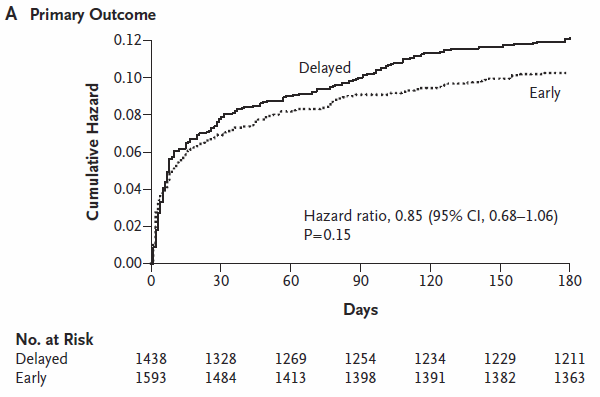 A Primary Outcome
0.12
0.10
0.08
0.06
0.04
0.02
0.00
Cumulative Hazard
Delayed
Early
Hazard ratio, 0.85 (95% CI, 0.68–1.06)
P=0.15
0 30 60 90 120 150 180
Days
No. at Risk
Delayed 1438 1328 1269 1254 1234 1229 1211
Early 1593 1484 1413 1398 1391 1382 1363